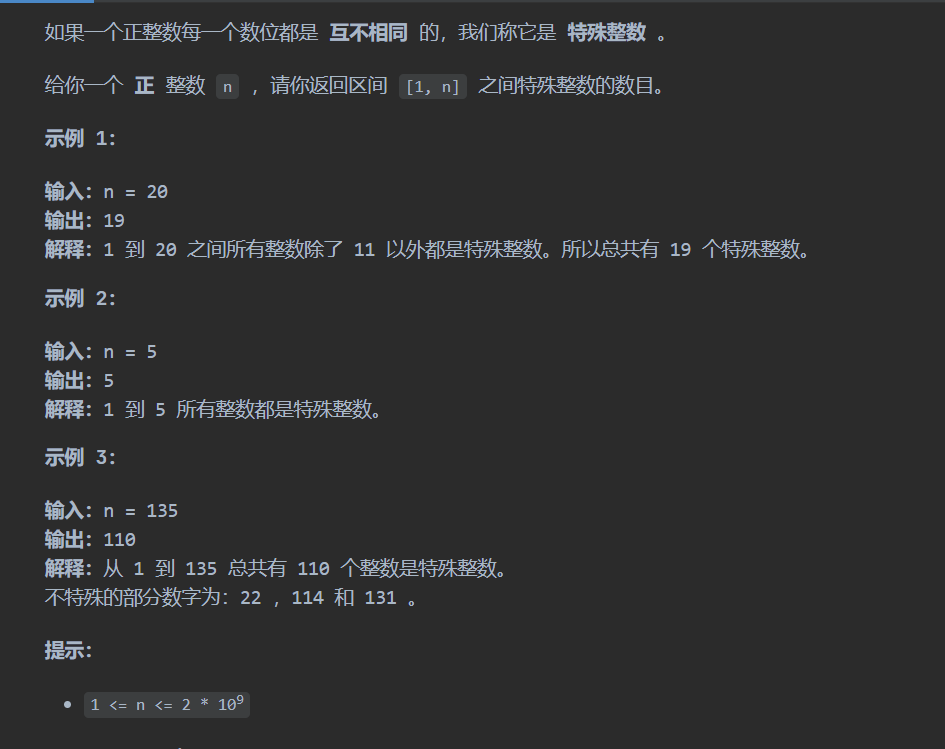 如果一个正整数每一个数位都是 互不相同 的，我们称它是 特殊整数 。
给你一个 正 整数 n ，请你返回区间 [1, n] 之间特殊整数的数目。
示例 1：
输入：n = 20
输出：19
解释：1 到 20 之间所有整数除了 11 以外都是特殊整数。所以总共有 19 个特殊整数。
示例 2：
输入：n = 5
输出：5
解释：1 到 5 所有整数都是特殊整数。
示例 3：
输入：n = 135
输出：110
解释：从 1 到 135 总共有 110 个整数是特殊整数。
不特殊的部分数字为：22 ，114 和 131 。
提示：
• 1 <= n <= 2 * 10⁹